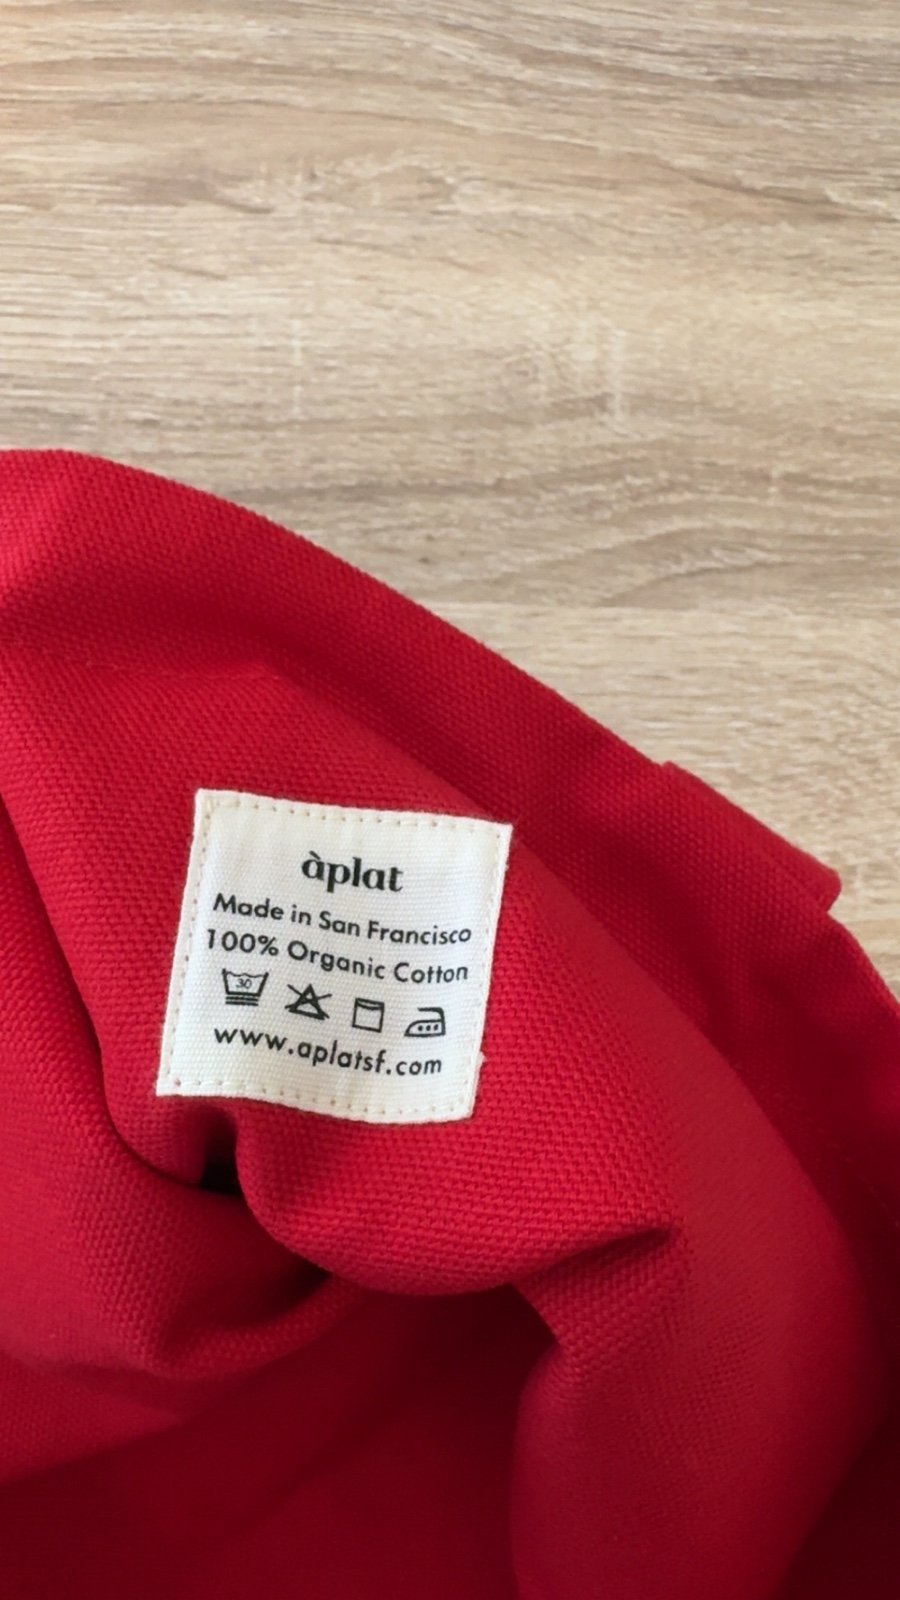 àplat
Made in San Francisco
100% Organic Cotton
30
www.aplatsf.com